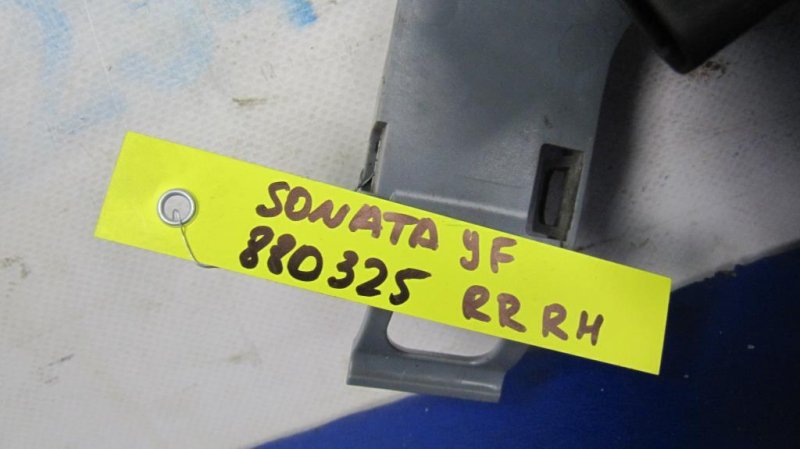 SONATA YF
880325 RR RH